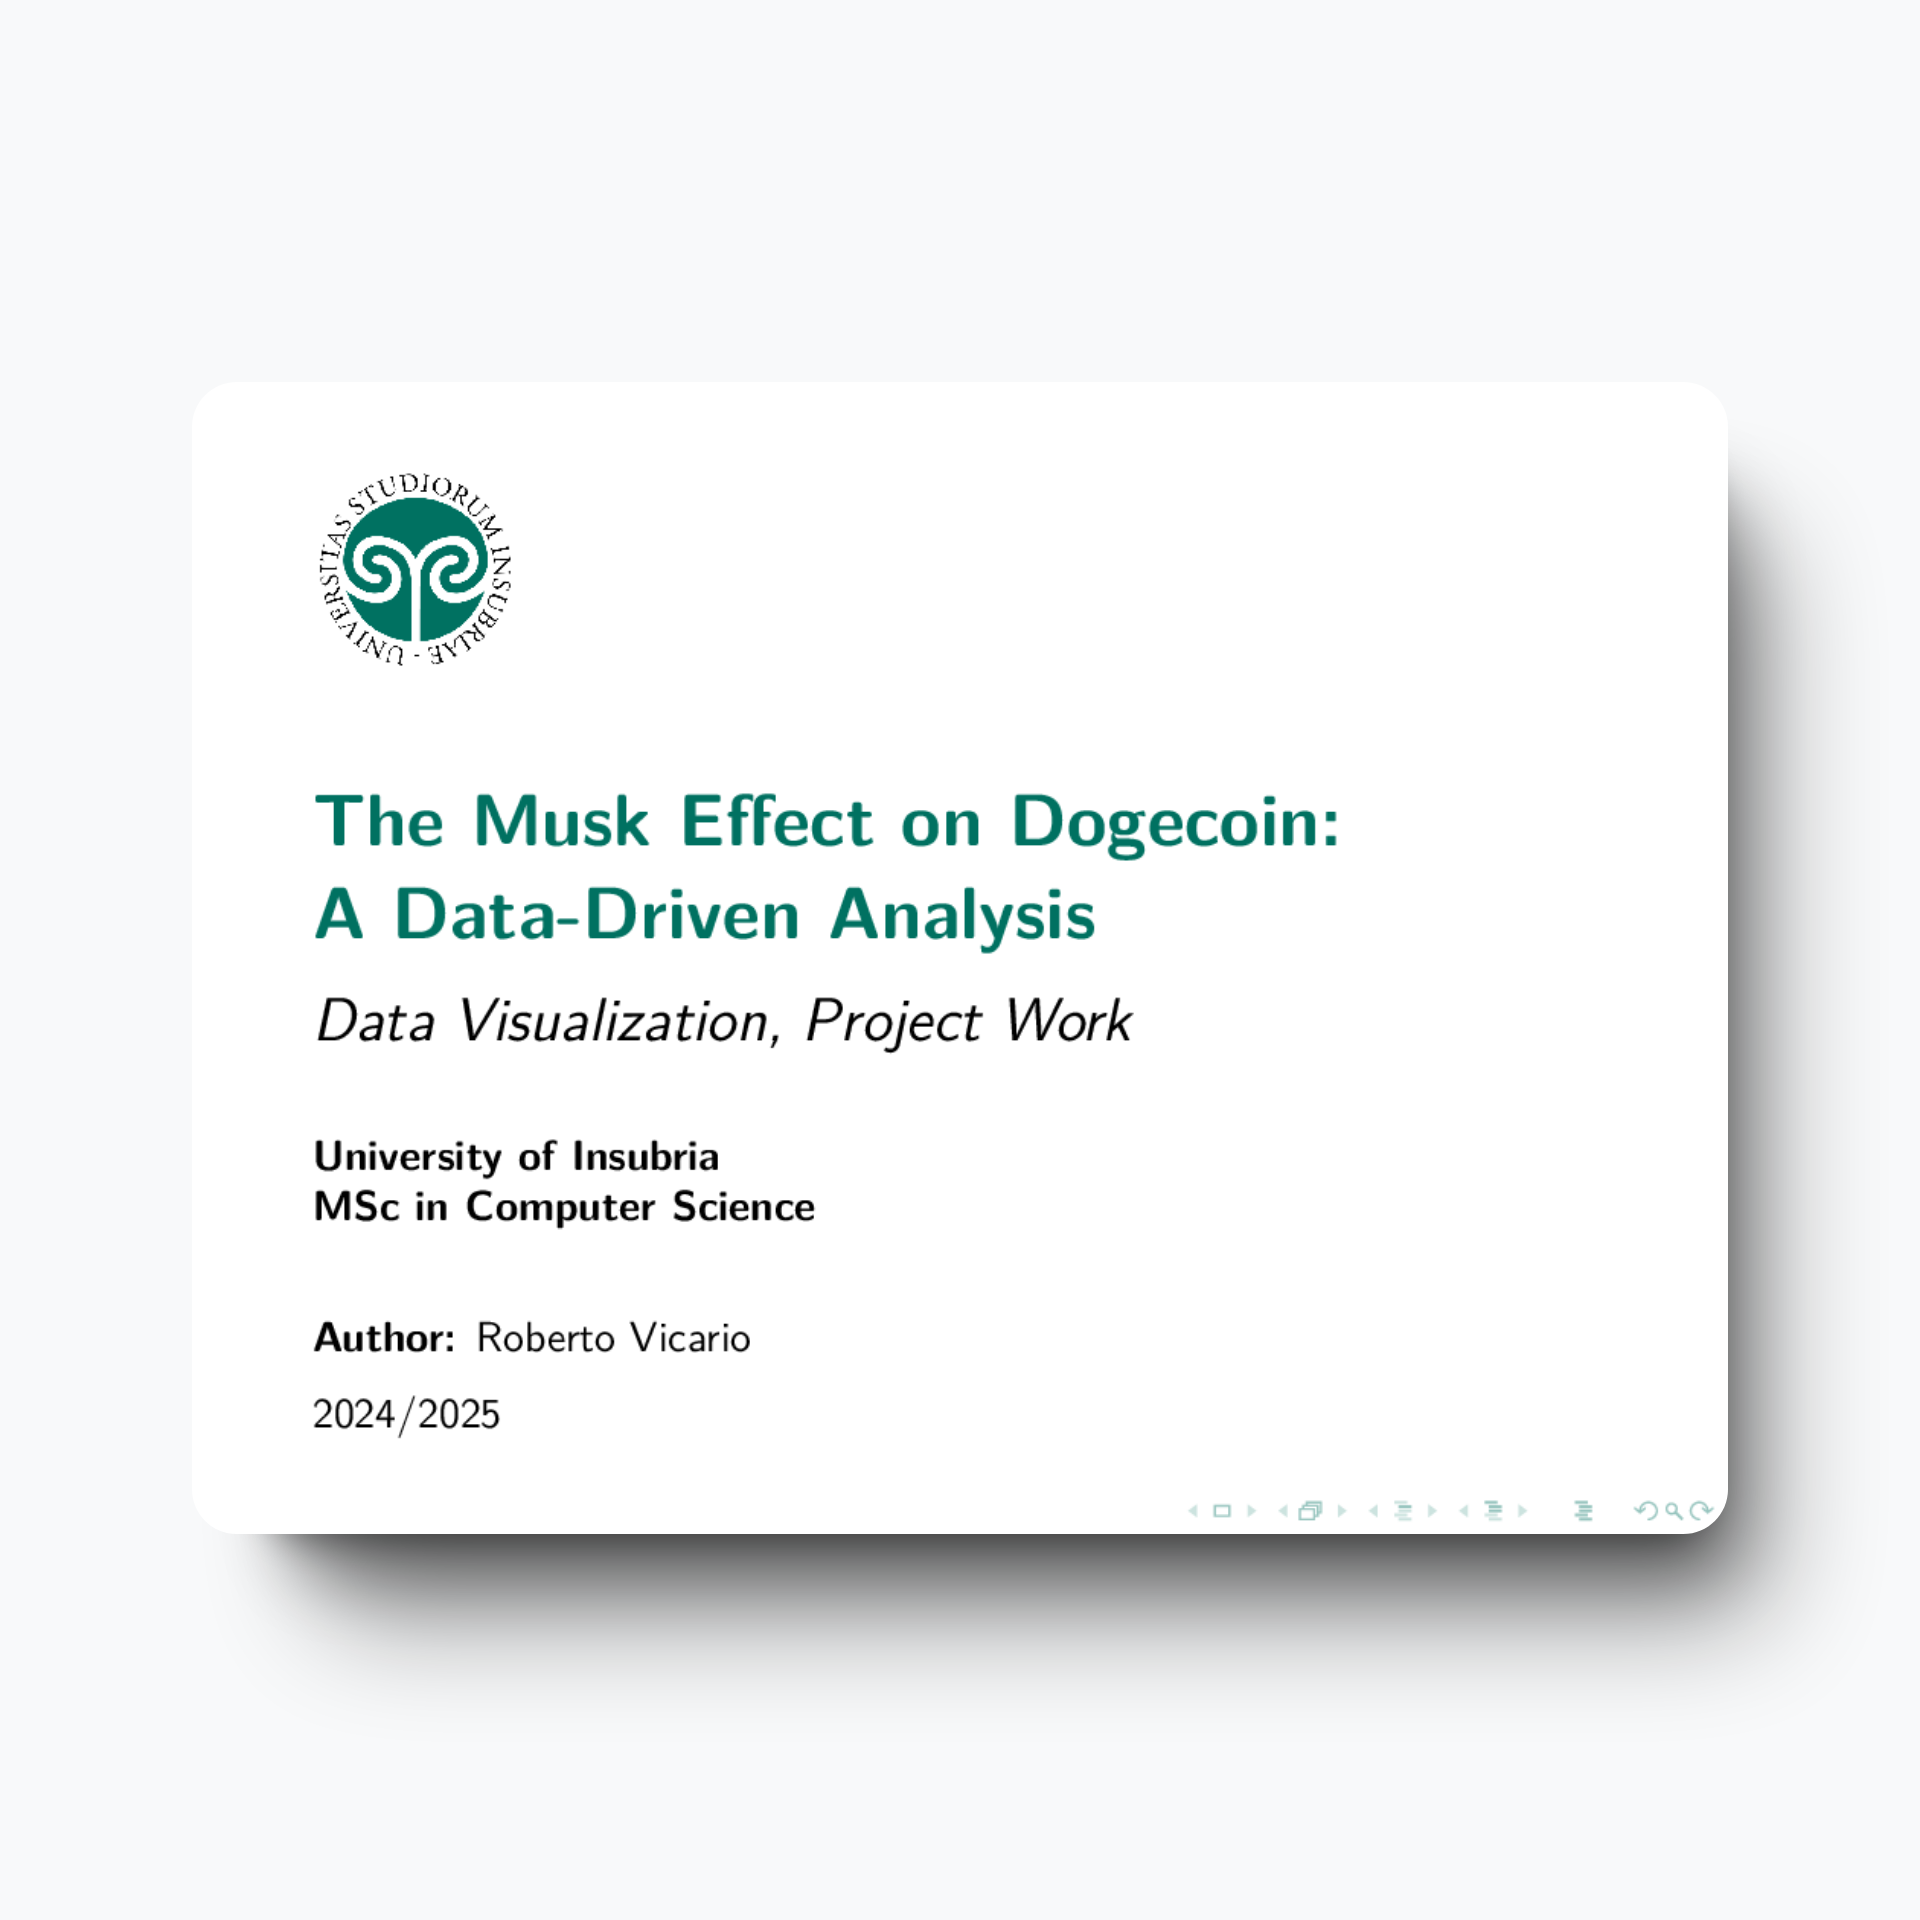 UNIVERSITAS STUDIORUM INSUBRIAE -
The Musk Effect on Dogecoin:
A Data-Driven Analysis
Data Visualization, Project Work
University of Insubria
MSc in Computer Science
Author: Roberto Vicario
2024/2025